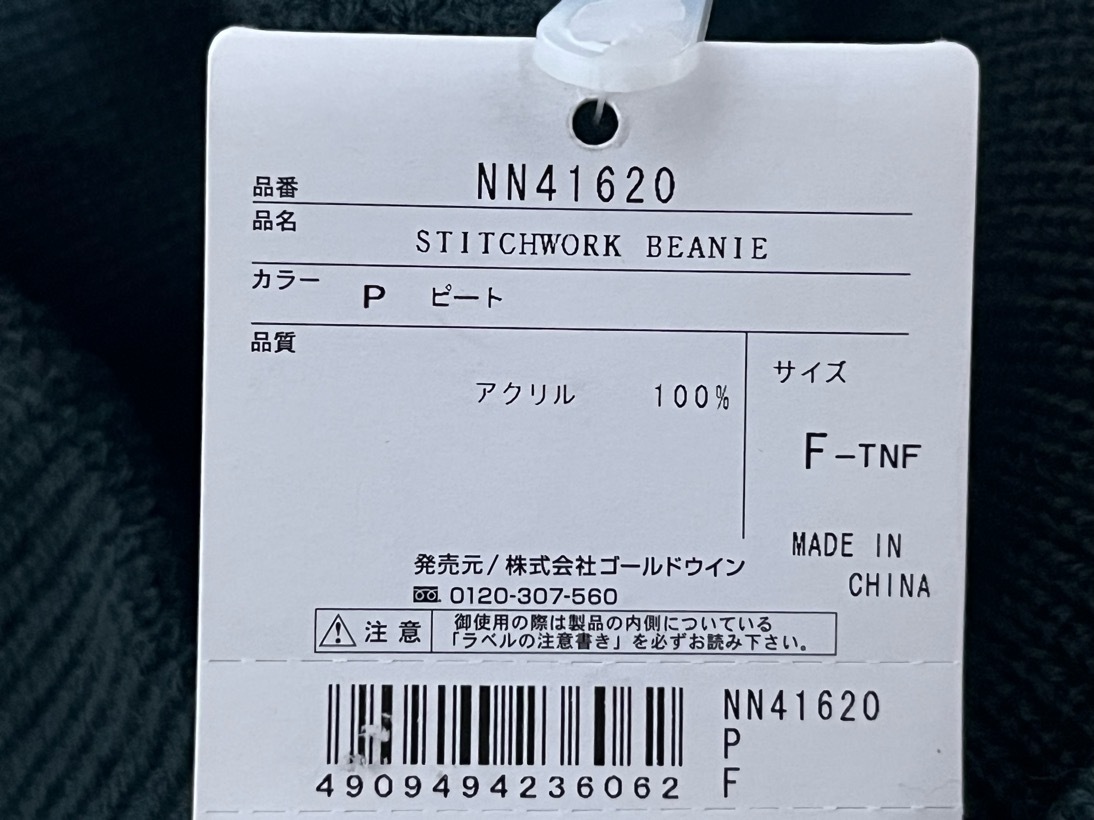 品番 NN41620
品名
STITCHWORK BEANIE
カラー P ピート
品質
サイズ
アクリル 100%
F-TNF
MADE IN
CHINA
発売元/株式会社ゴールドウイン
0120-307-560
注意
御使用の際は製品の内側についている
「ラベルの注意書き」を必ずお読み下さい。
NN41620
P
F
4909494236062